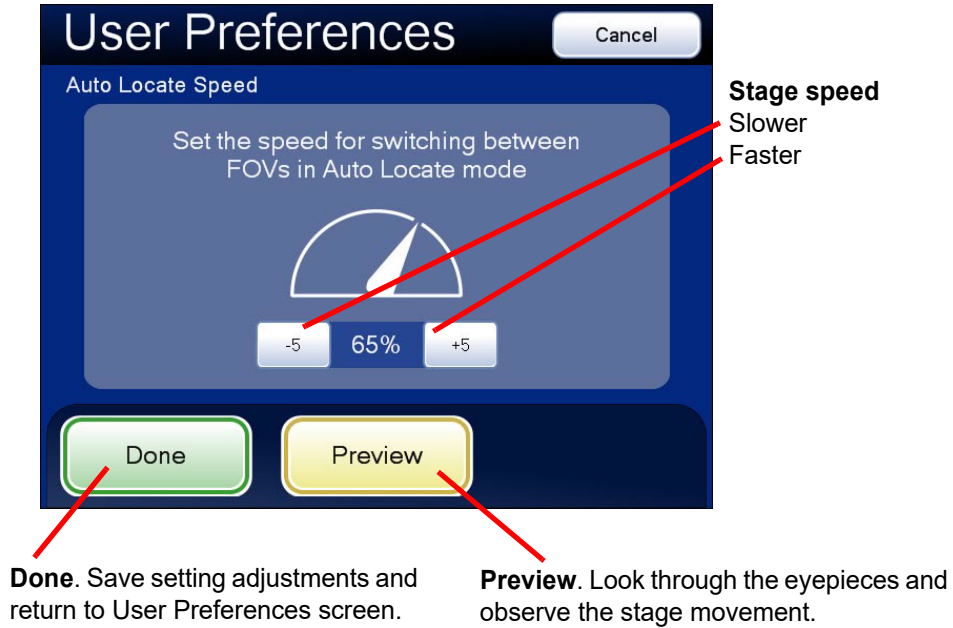 User Preferences
Cancel
Auto Locate Speed
Set the speed for switching between
FOVs in Auto Locate mode
-5
65%
+5
Stage speed
Slower
Faster
Done
Preview
Done. Save setting adjustments and
return to User Preferences screen.
Preview. Look through the eyepieces and
observe the stage movement.